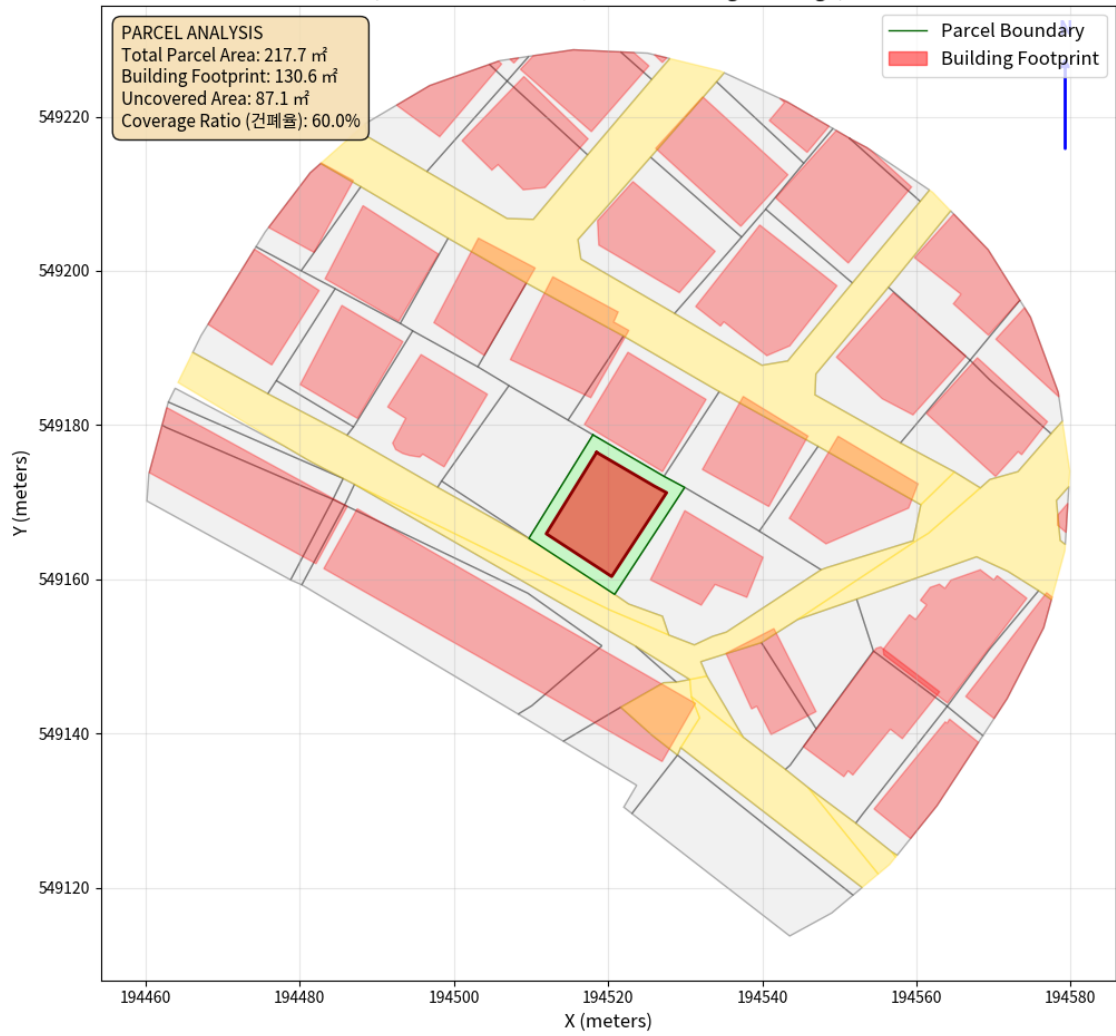 PARCEL ANALYSIS
Total Parcel Area: 217.7 ㎡
Building Footprint: 130.6 ㎡
Uncovered Area: 87.1 ㎡
Coverage Ratio (건폐율): 60.0%
Parcel Boundary
Building Footprint
N
549220
549200
549180
549160
549140
549120
Y (meters)
194460
194480
194500
194520
194540
194560
194580
X (meters)